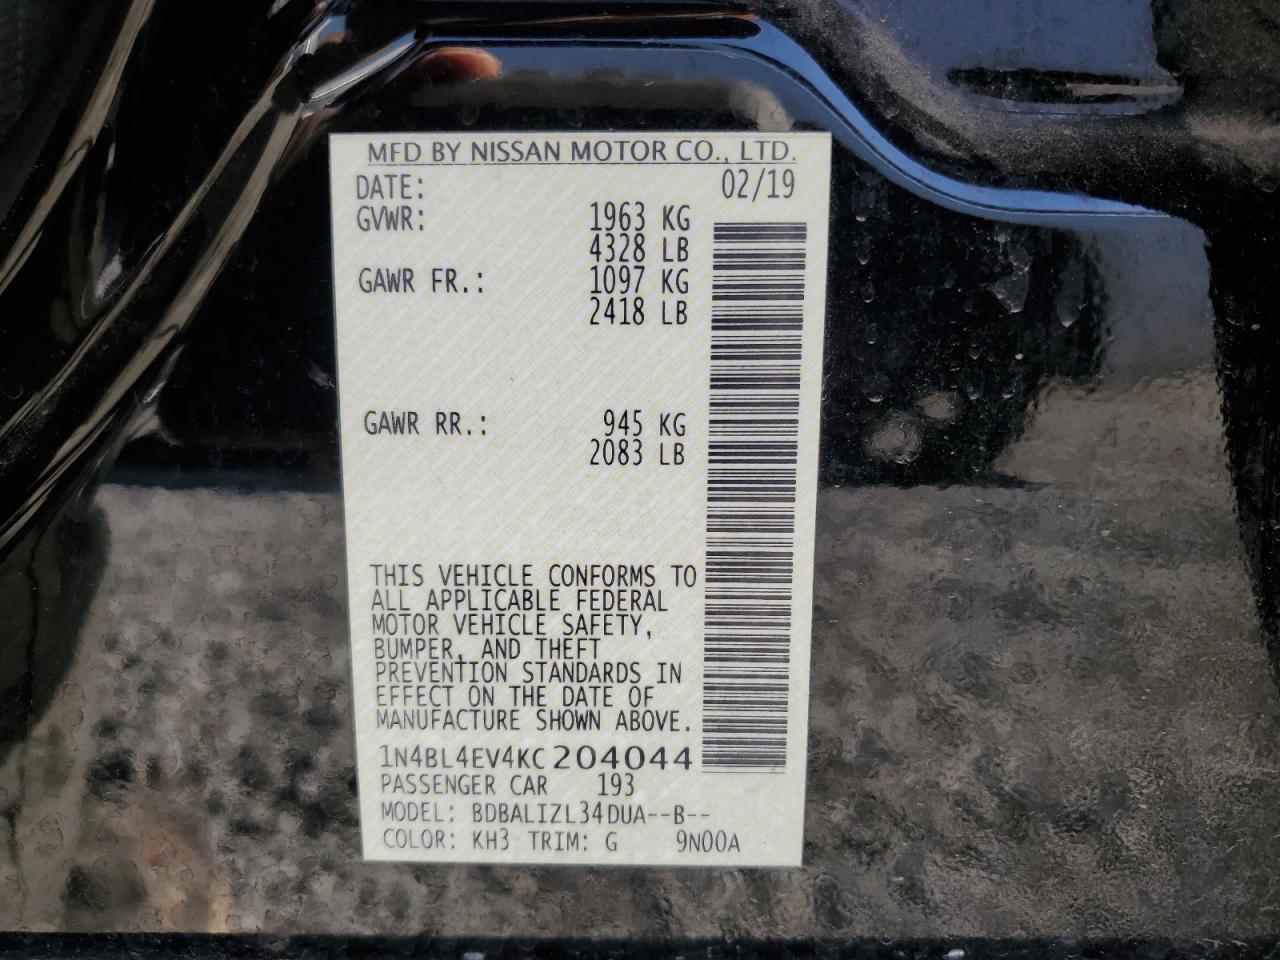 MFD BY NISSAN MOTOR CO., LTD.
DATE: 02/19
GVWR: 1963 KG
4328 LB
GAWR FR.: 1097 KG
2418 LB
GAWR RR.: 945 KG
2083 LB
THIS VEHICLE CONFORMS TO
ALL APPLICABLE FEDERAL
MOTOR VEHICLE SAFETY,
BUMPER, AND THEFT
PREVENTION STANDARDS IN
EFFECT ON THE DATE OF
MANUFACTURE SHOWN ABOVE.
1N4BL4EV4KC204044
PASSENGER CAR 193
MODEL: BDBALIZL34DUA--B--
COLOR: KH3 TRIM: G 9N00A